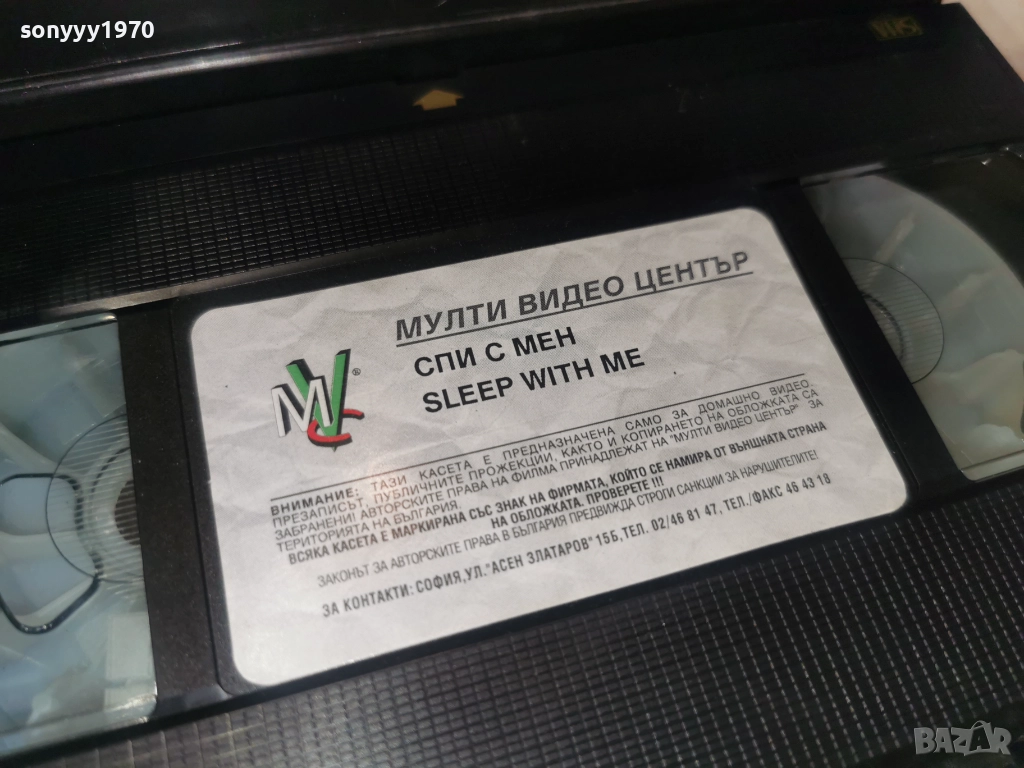 sonyyy1970
VHS
МУЛТИ ВИДЕО ЦЕНТЪР
СПИ С МЕН
SLEEP WITH ME
MVC ®
ВНИМАНИЕ: ТАЗИ КАСЕТА Е ПРЕДНАЗНАЧЕНА САМО ЗА ДОМАШНО ВИДЕО.
ПРЕЗАПИСЪТ, ПУБЛИЧНИТЕ ПРОЖЕКЦИИ, КАКТО И КОПИРАНЕТО НА ОБЛОЖКАТА СА
ЗАБРАНЕНИ! АВТОРСКИТЕ ПРАВА НА ФИЛМА ПРИНАДЛЕЖАТ НА "МУЛТИ ВИДЕО ЦЕНТЪР" ЗА
ТЕРИТОРИЯТА НА БЪЛГАРИЯ.
ВСЯКА КАСЕТА Е МАРКИРАНА СЪС ЗНАК НА ФИРМАТА, КОЙТО СЕ НАМИРА ОТ ВЪНШНАТА СТРАНА
НА ОБЛОЖКАТА. ПРОВЕРЕТЕ !!!
ЗАКОНЪТ ЗА АВТОРСКИТЕ ПРАВА В БЪЛГАРИЯ ПРЕДВИЖДА СТРОГИ САНКЦИИ ЗА НАРУШИТЕЛИТЕ!
ЗА КОНТАКТИ: СОФИЯ, УЛ."АСЕН ЗЛАТАРОВ" 15Б, ТЕЛ. 02/46 81 47, ТЕЛ./ФАКС 46 43 18
BAZAR